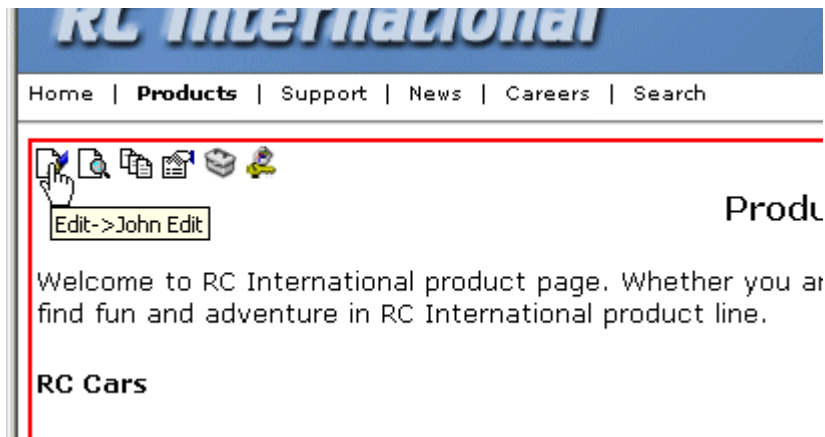 RC International
Home | Products | Support | News | Careers | Search
Edit->John Edit
Produ
Welcome to RC International product page. Whether you ar
find fun and adventure in RC International product line.
RC Cars